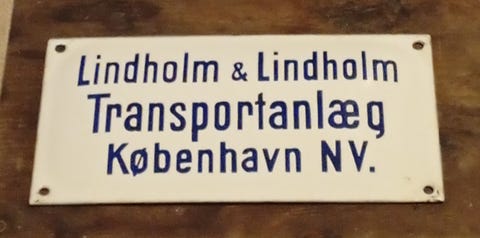 Lindholm & Lindholm
Transportanlæg
København NV.